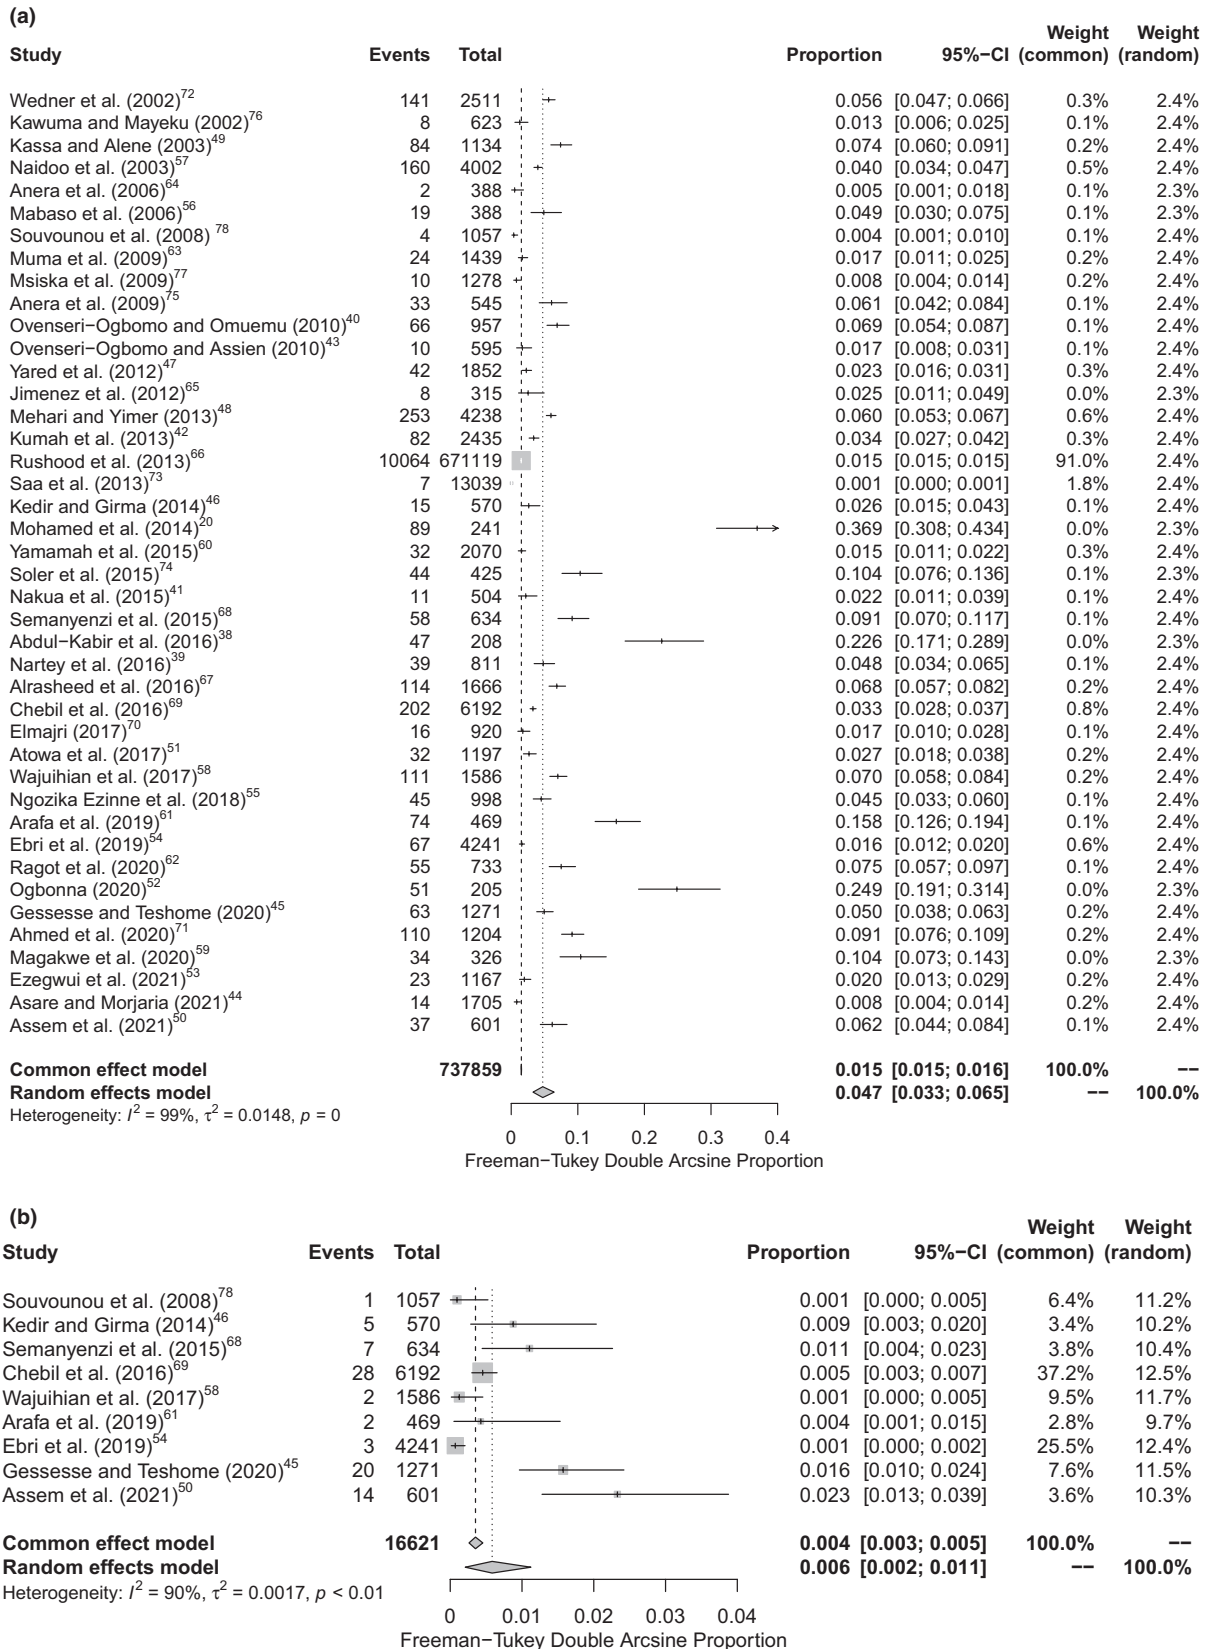 (a)
Weight Weight
Study Events Total Proportion 95%−CI (common) (random)
Wedner et al. (2002)72 141 2511 0.056 [0.047; 0.066] 0.3% 2.4%
Kawuma and Mayeku (2002)76 8 623 0.013 [0.006; 0.025] 0.1% 2.4%
Kassa and Alene (2003)49 84 1134 0.074 [0.060; 0.091] 0.2% 2.4%
Naidoo et al. (2003)57 160 4002 0.040 [0.034; 0.047] 0.5% 2.4%
Anera et al. (2006)64 2 388 0.005 [0.001; 0.018] 0.1% 2.3%
Mabaso et al. (2006)56 19 388 0.049 [0.030; 0.075] 0.1% 2.3%
Souvounou et al. (2008) 78 4 1057 0.004 [0.001; 0.010] 0.1% 2.4%
Muma et al. (2009)63 24 1439 0.017 [0.011; 0.025] 0.2% 2.4%
Msiska et al. (2009)77 10 1278 0.008 [0.004; 0.014] 0.2% 2.4%
Anera et al. (2009)75 33 545 0.061 [0.042; 0.084] 0.1% 2.4%
Ovenseri−Ogbomo and Omuemu (2010)40 66 957 0.069 [0.054; 0.087] 0.1% 2.4%
Ovenseri−Ogbomo and Assien (2010)43 10 595 0.017 [0.008; 0.031] 0.1% 2.4%
Yared et al. (2012)47 42 1852 0.023 [0.016; 0.031] 0.3% 2.4%
Jimenez et al. (2012)65 8 315 0.025 [0.011; 0.049] 0.0% 2.3%
Mehari and Yimer (2013)48 253 4238 0.060 [0.053; 0.067] 0.6% 2.4%
Kumah et al. (2013)42 82 2435 0.034 [0.027; 0.042] 0.3% 2.4%
Rushood et al. (2013)66 10064 671119 0.015 [0.015; 0.015] 91.0% 2.4%
Saa et al. (2013)73 7 13039 0.001 [0.000; 0.001] 1.8% 2.4%
Kedir and Girma (2014)46 15 570 0.026 [0.015; 0.043] 0.1% 2.4%
Mohamed et al. (2014)20 89 241 0.369 [0.308; 0.434] 0.0% 2.3%
Yamamah et al. (2015)60 32 2070 0.015 [0.011; 0.022] 0.3% 2.4%
Soler et al. (2015)74 44 425 0.104 [0.076; 0.136] 0.1% 2.3%
Nakua et al. (2015)41 11 504 0.022 [0.011; 0.039] 0.1% 2.4%
Semanyenzi et al. (2015)68 58 634 0.091 [0.070; 0.117] 0.1% 2.4%
Abdul−Kabir et al. (2016)38 47 208 0.226 [0.171; 0.289] 0.0% 2.3%
Nartey et al. (2016)39 39 811 0.048 [0.034; 0.065] 0.1% 2.4%
Alrasheed et al. (2016)67 114 1666 0.068 [0.057; 0.082] 0.2% 2.4%
Chebil et al. (2016)69 202 6192 0.033 [0.028; 0.037] 0.8% 2.4%
Elmajri (2017)70 16 920 0.017 [0.010; 0.028] 0.1% 2.4%
Atowa et al. (2017)51 32 1197 0.027 [0.018; 0.038] 0.2% 2.4%
Wajuihian et al. (2017)58 111 1586 0.070 [0.058; 0.084] 0.2% 2.4%
Ngozika Ezinne et al. (2018)55 45 998 0.045 [0.033; 0.060] 0.1% 2.4%
Arafa et al. (2019)61 74 469 0.158 [0.126; 0.194] 0.1% 2.4%
Ebri et al. (2019)54 67 4241 0.016 [0.012; 0.020] 0.6% 2.4%
Ragot et al. (2020)62 55 733 0.075 [0.057; 0.097] 0.1% 2.4%
Ogbonna (2020)52 51 205 0.249 [0.191; 0.314] 0.0% 2.3%
Gessesse and Teshome (2020)45 63 1271 0.050 [0.038; 0.063] 0.2% 2.4%
Ahmed et al. (2020)71 110 1204 0.091 [0.076; 0.109] 0.2% 2.4%
Magakwe et al. (2020)59 34 326 0.104 [0.073; 0.143] 0.0% 2.3%
Ezegwui et al. (2021)53 23 1167 0.020 [0.013; 0.029] 0.2% 2.4%
Asare and Morjaria (2021)44 14 1705 0.008 [0.004; 0.014] 0.2% 2.4%
Assem et al. (2021)50 37 601 0.062 [0.044; 0.084] 0.1% 2.4%
Common effect model 737859 0.015 [0.015; 0.016] 100.0% −−
Random effects model 0.047 [0.033; 0.065] −− 100.0%
Heterogeneity: I² = 99%, τ² = 0.0148, p = 0
0 0.1 0.2 0.3 0.4
Freeman−Tukey Double Arcsine Proportion
(b)
Weight Weight
Study Events Total Proportion 95%−CI (common) (random)
Souvounou et al. (2008)78 1 1057 0.001 [0.000; 0.005] 6.4% 11.2%
Kedir and Girma (2014)46 5 570 0.009 [0.003; 0.020] 3.4% 10.2%
Semanyenzi et al. (2015)68 7 634 0.011 [0.004; 0.023] 3.8% 10.4%
Chebil et al. (2016)69 28 6192 0.005 [0.003; 0.007] 37.2% 12.5%
Wajuihian et al. (2017)58 2 1586 0.001 [0.000; 0.005] 9.5% 11.7%
Arafa et al. (2019)61 2 469 0.004 [0.001; 0.015] 2.8% 9.7%
Ebri et al. (2019)54 3 4241 0.001 [0.000; 0.002] 25.5% 12.4%
Gessesse and Teshome (2020)45 20 1271 0.016 [0.010; 0.024] 7.6% 11.5%
Assem et al. (2021)50 14 601 0.023 [0.013; 0.039] 3.6% 10.3%
Common effect model 16621 0.004 [0.003; 0.005] 100.0% −−
Random effects model 0.006 [0.002; 0.011] −− 100.0%
Heterogeneity: I² = 90%, τ² = 0.0017, p < 0.01
0 0.01 0.02 0.03 0.04
Freeman−Tukey Double Arcsine Proportion